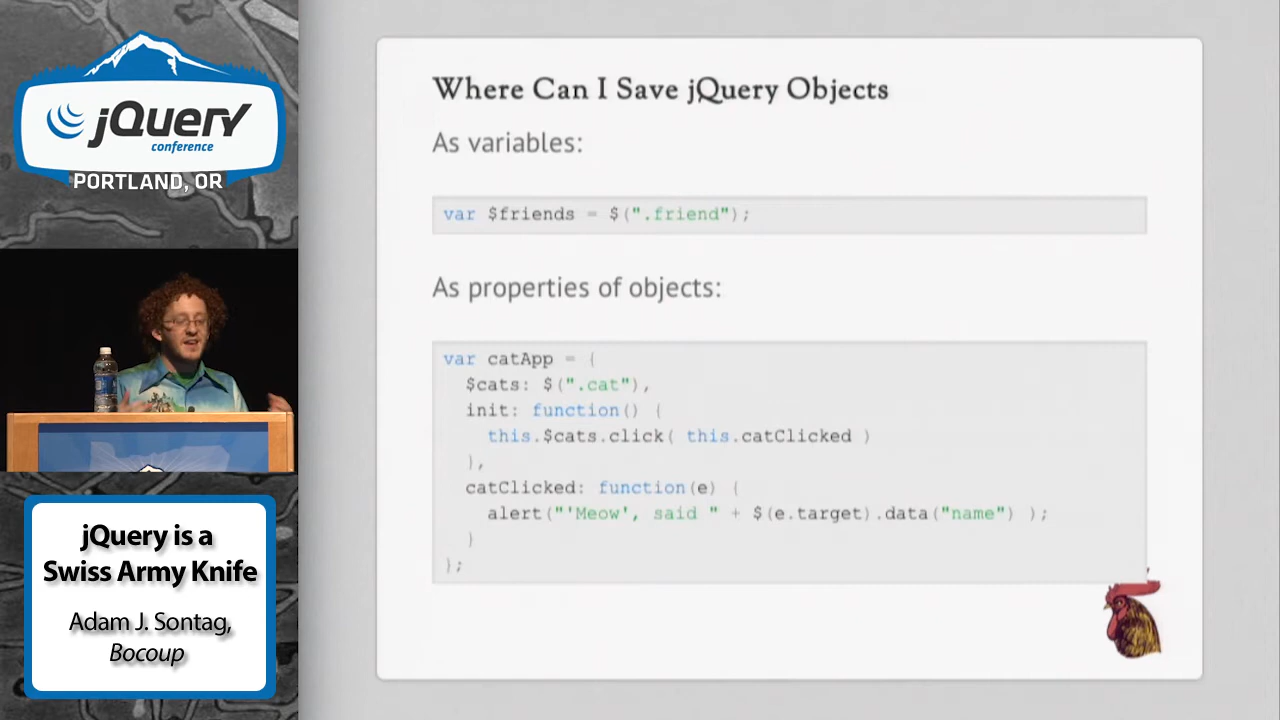 jQuery
conference
PORTLAND, OR
jQuery is a
Swiss Army Knife
Adam J. Sontag,
Bocoup
Where Can I Save jQuery Objects
As variables:
var $friends = $(".friend");
As properties of objects:
var catApp = {
  $cats: $(".cat"),
  init: function() {
    this.$cats.click( this.catClicked )
  },
  catClicked: function(e) {
    alert("'Meow', said " + $(e.target).data("name") );
  }
};